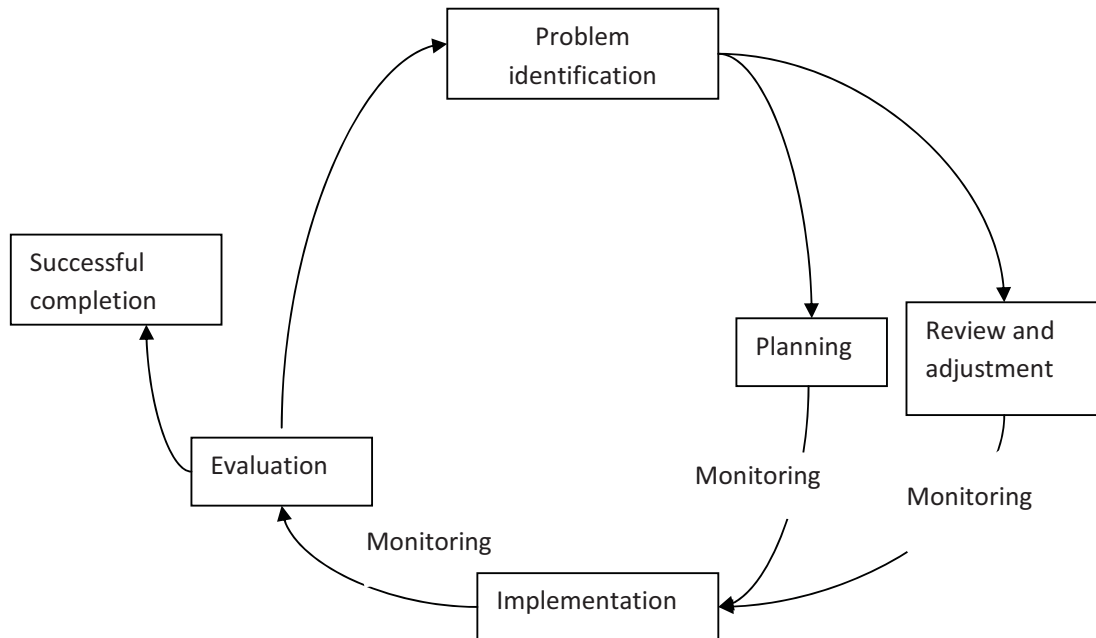 Problem
identification
Successful
completion
Planning
Review and
adjustment
Evaluation
Monitoring
Monitoring
Monitoring
Implementation